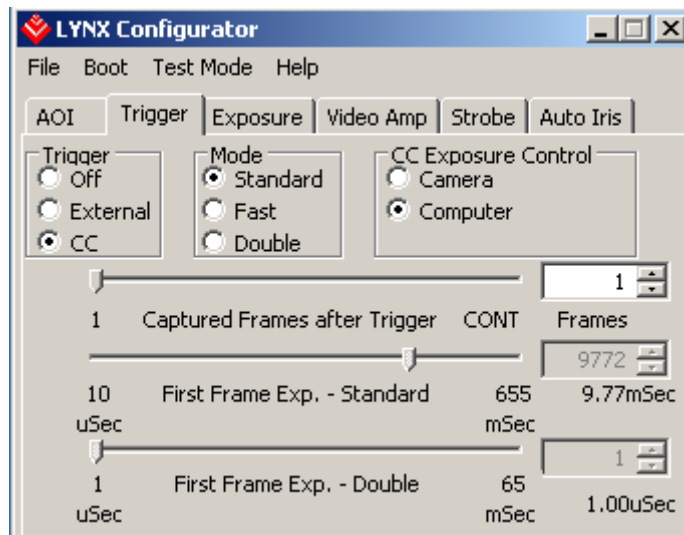 LYNX Configurator
File Boot Test Mode Help
AOI Trigger Exposure Video Amp Strobe Auto Iris
Trigger Mode CC Exposure Control
Off Standard Camera
External Fast Computer
CC Double
1
1 Captured Frames after Trigger CONT Frames
9772
10 First Frame Exp. - Standard 655 9.77mSec
uSec mSec
1
1 First Frame Exp. - Double 65 1.00uSec
uSec mSec